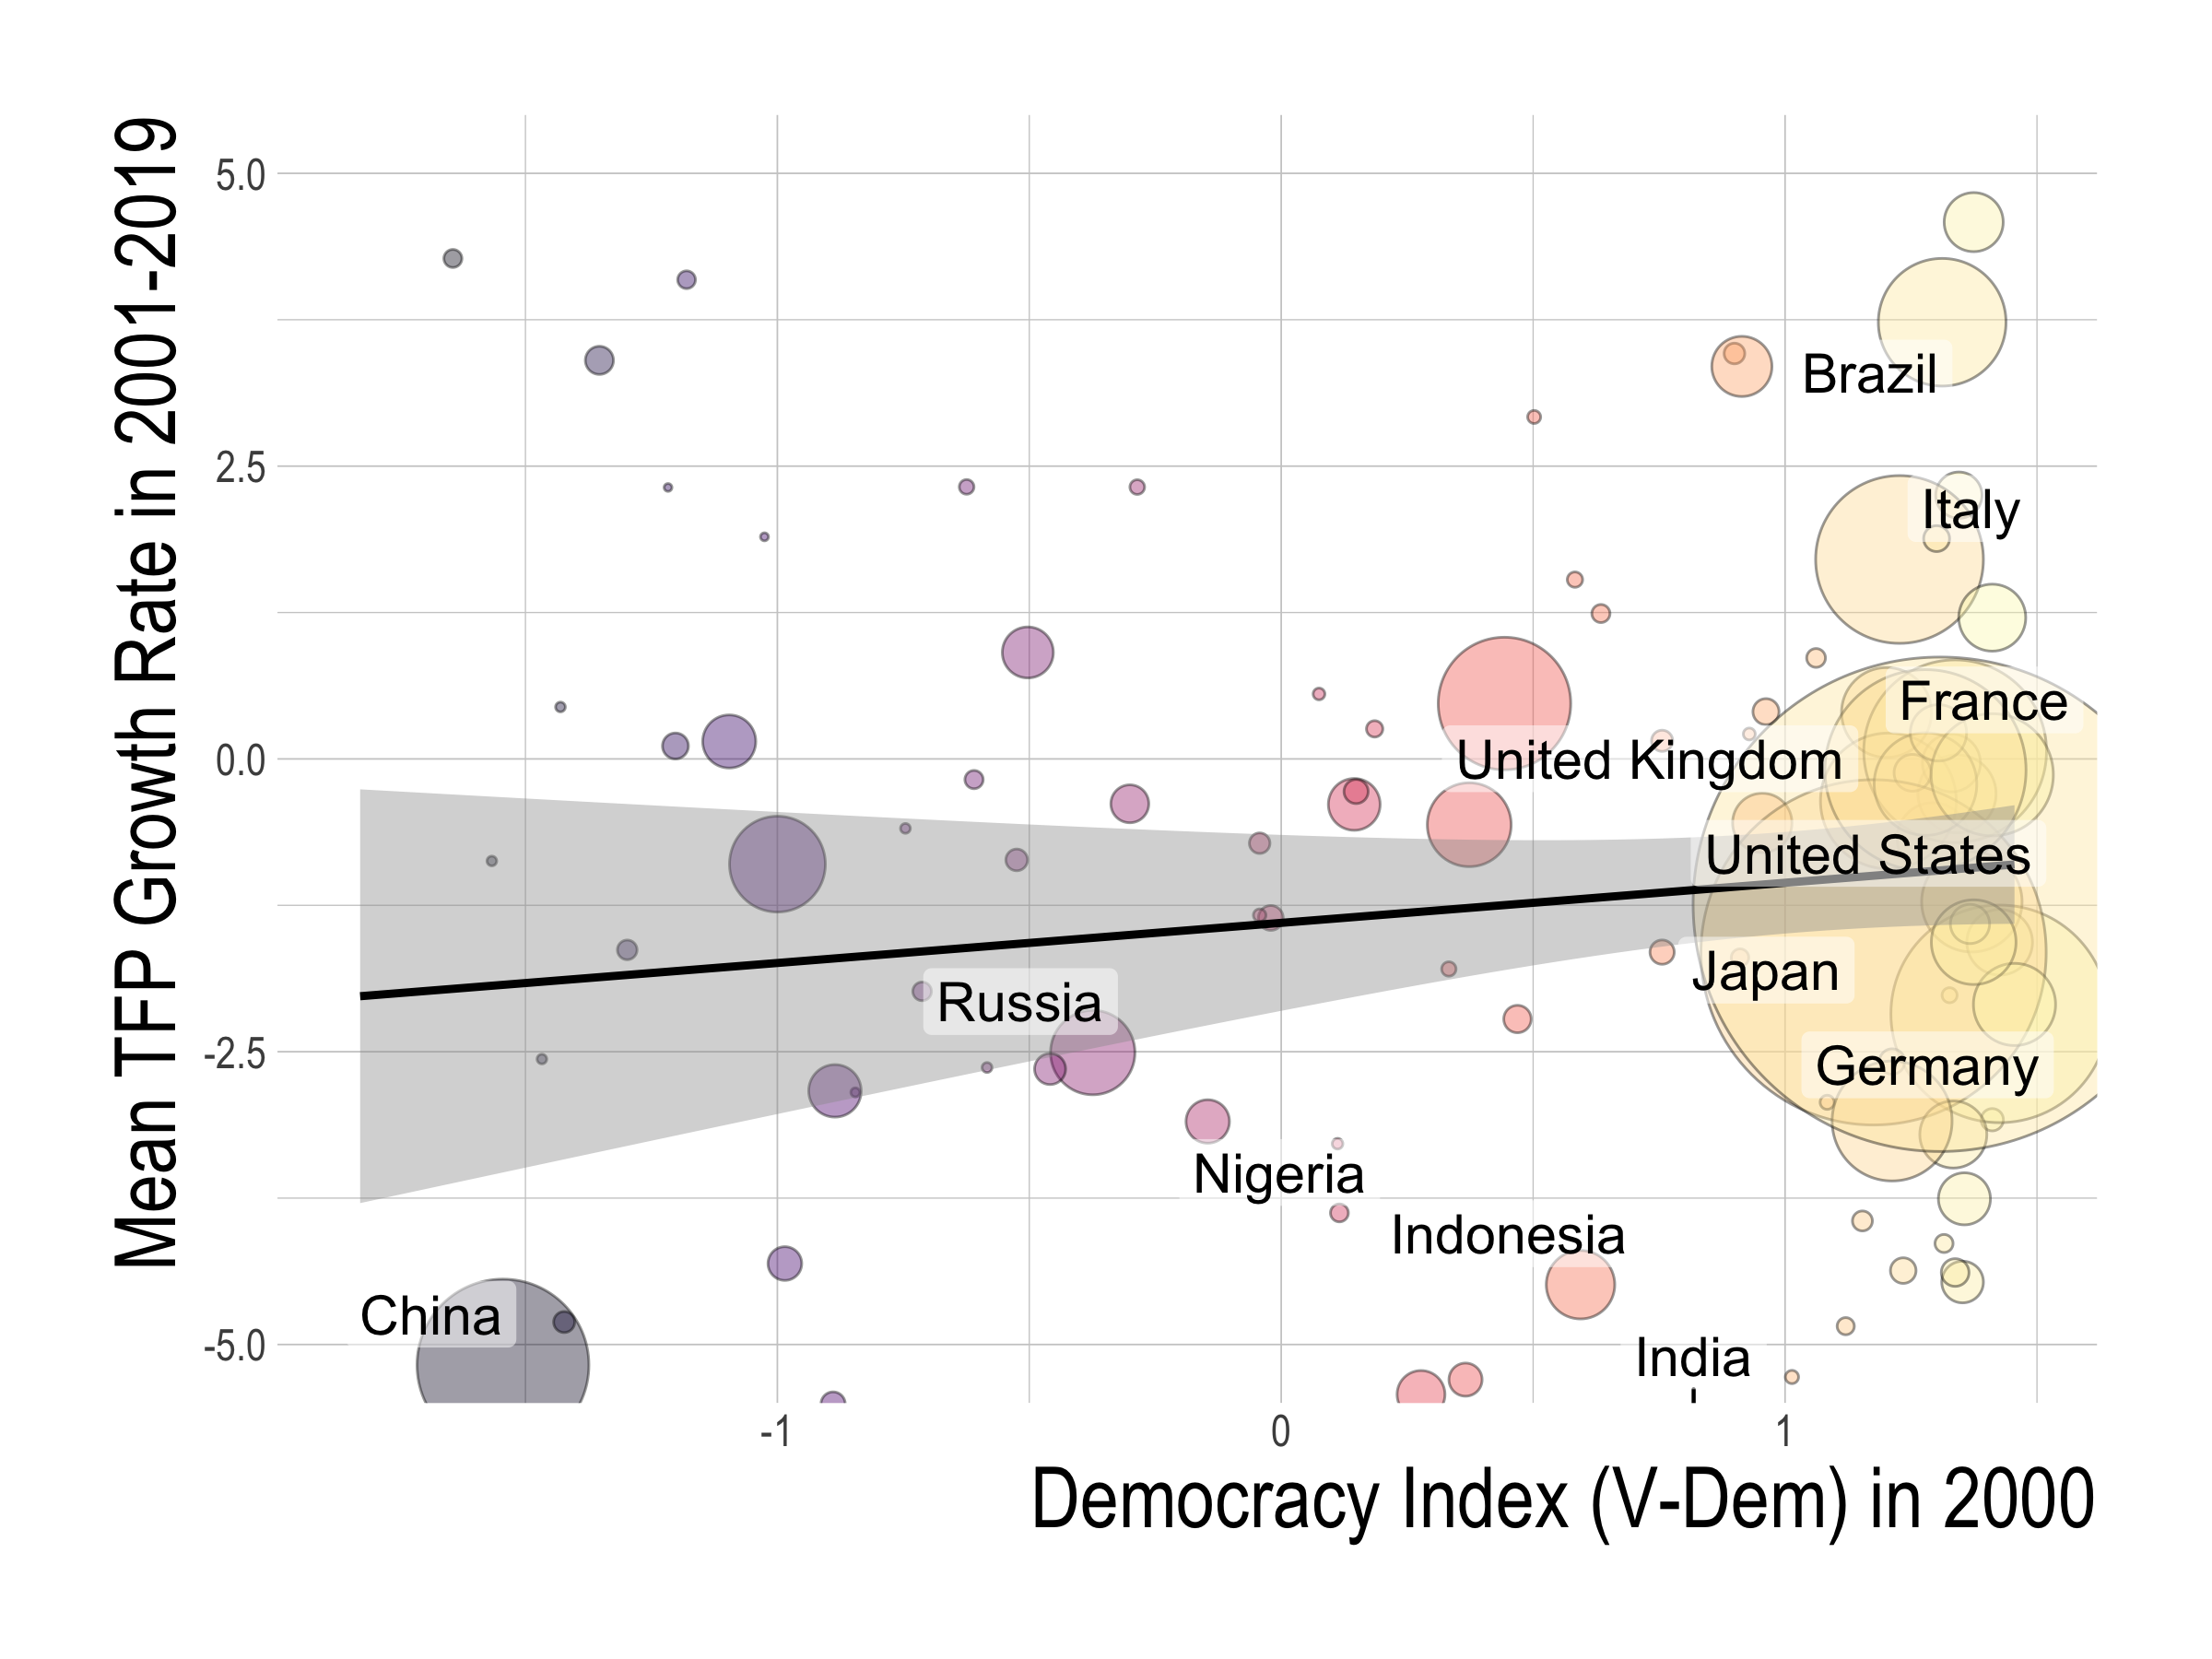 Mean TFP Growth Rate in 2001-2019
5.0
2.5
0.0
-2.5
-5.0
Brazil
Italy
France
United Kingdom
United States
Japan
Russia
Germany
Nigeria
Indonesia
China
India
-1
0
1
Democracy Index (V-Dem) in 2000